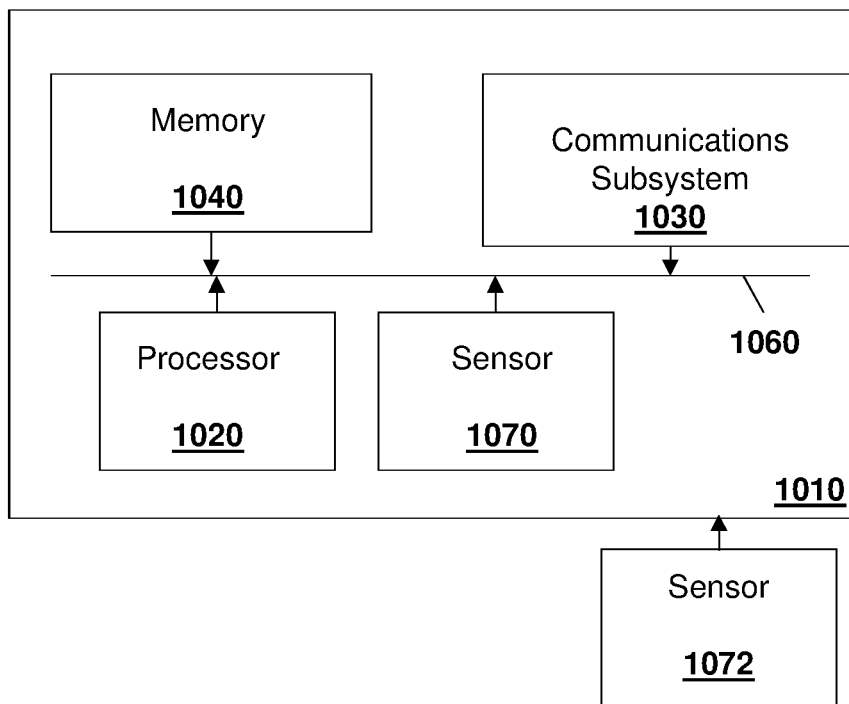 Memory
1040
Communications
Subsystem
1030
1060
Processor
1020
Sensor
1070
1010
Sensor
1072